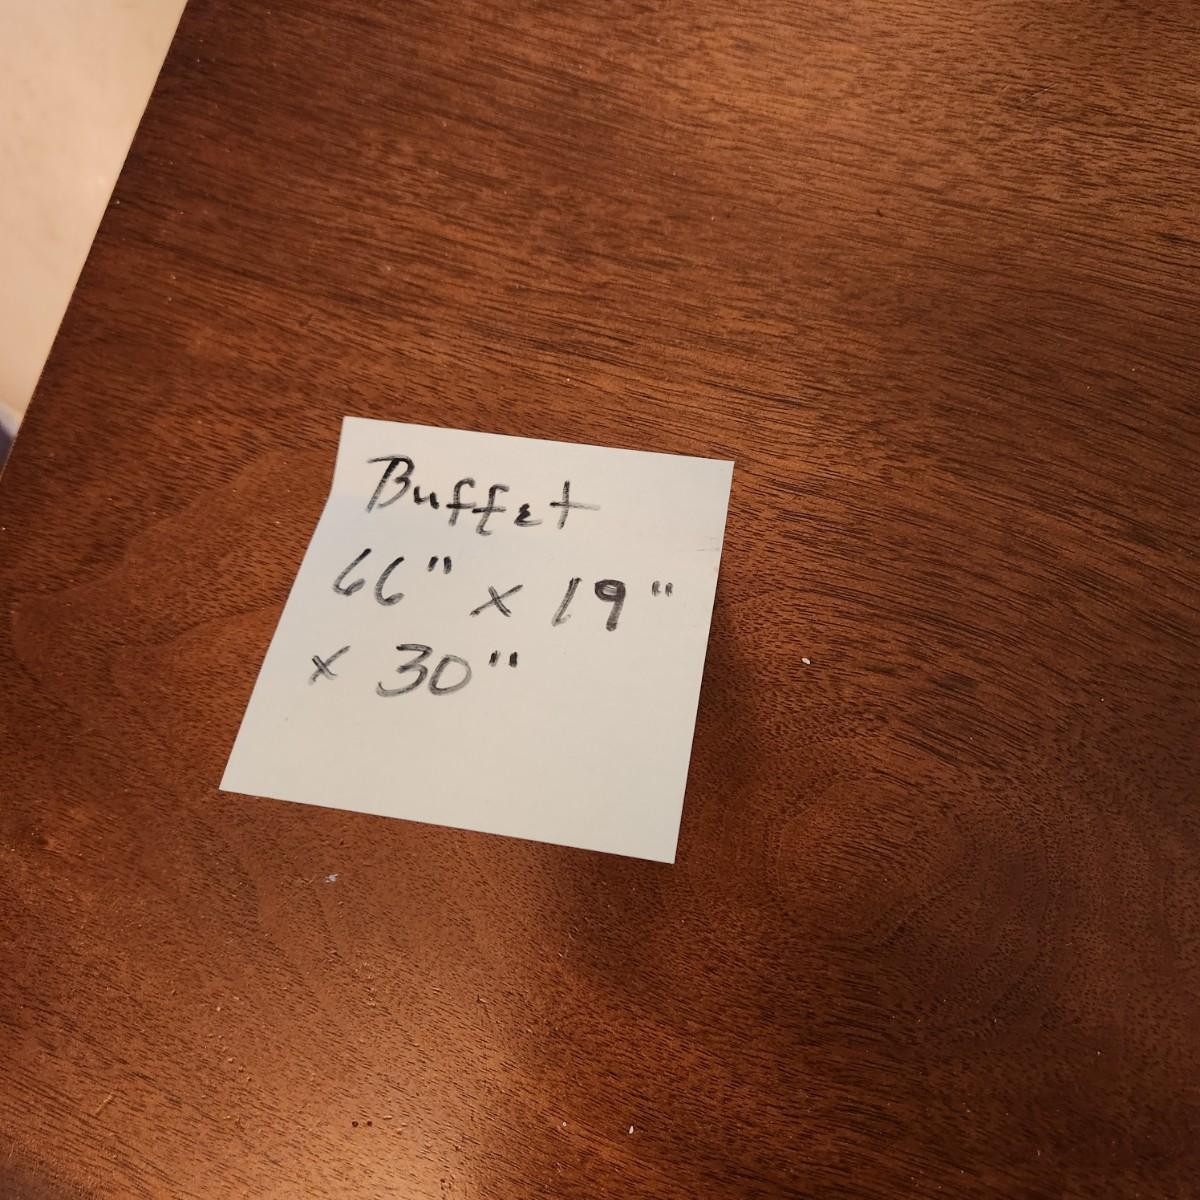 Buffet
66" x 19"
x 30"